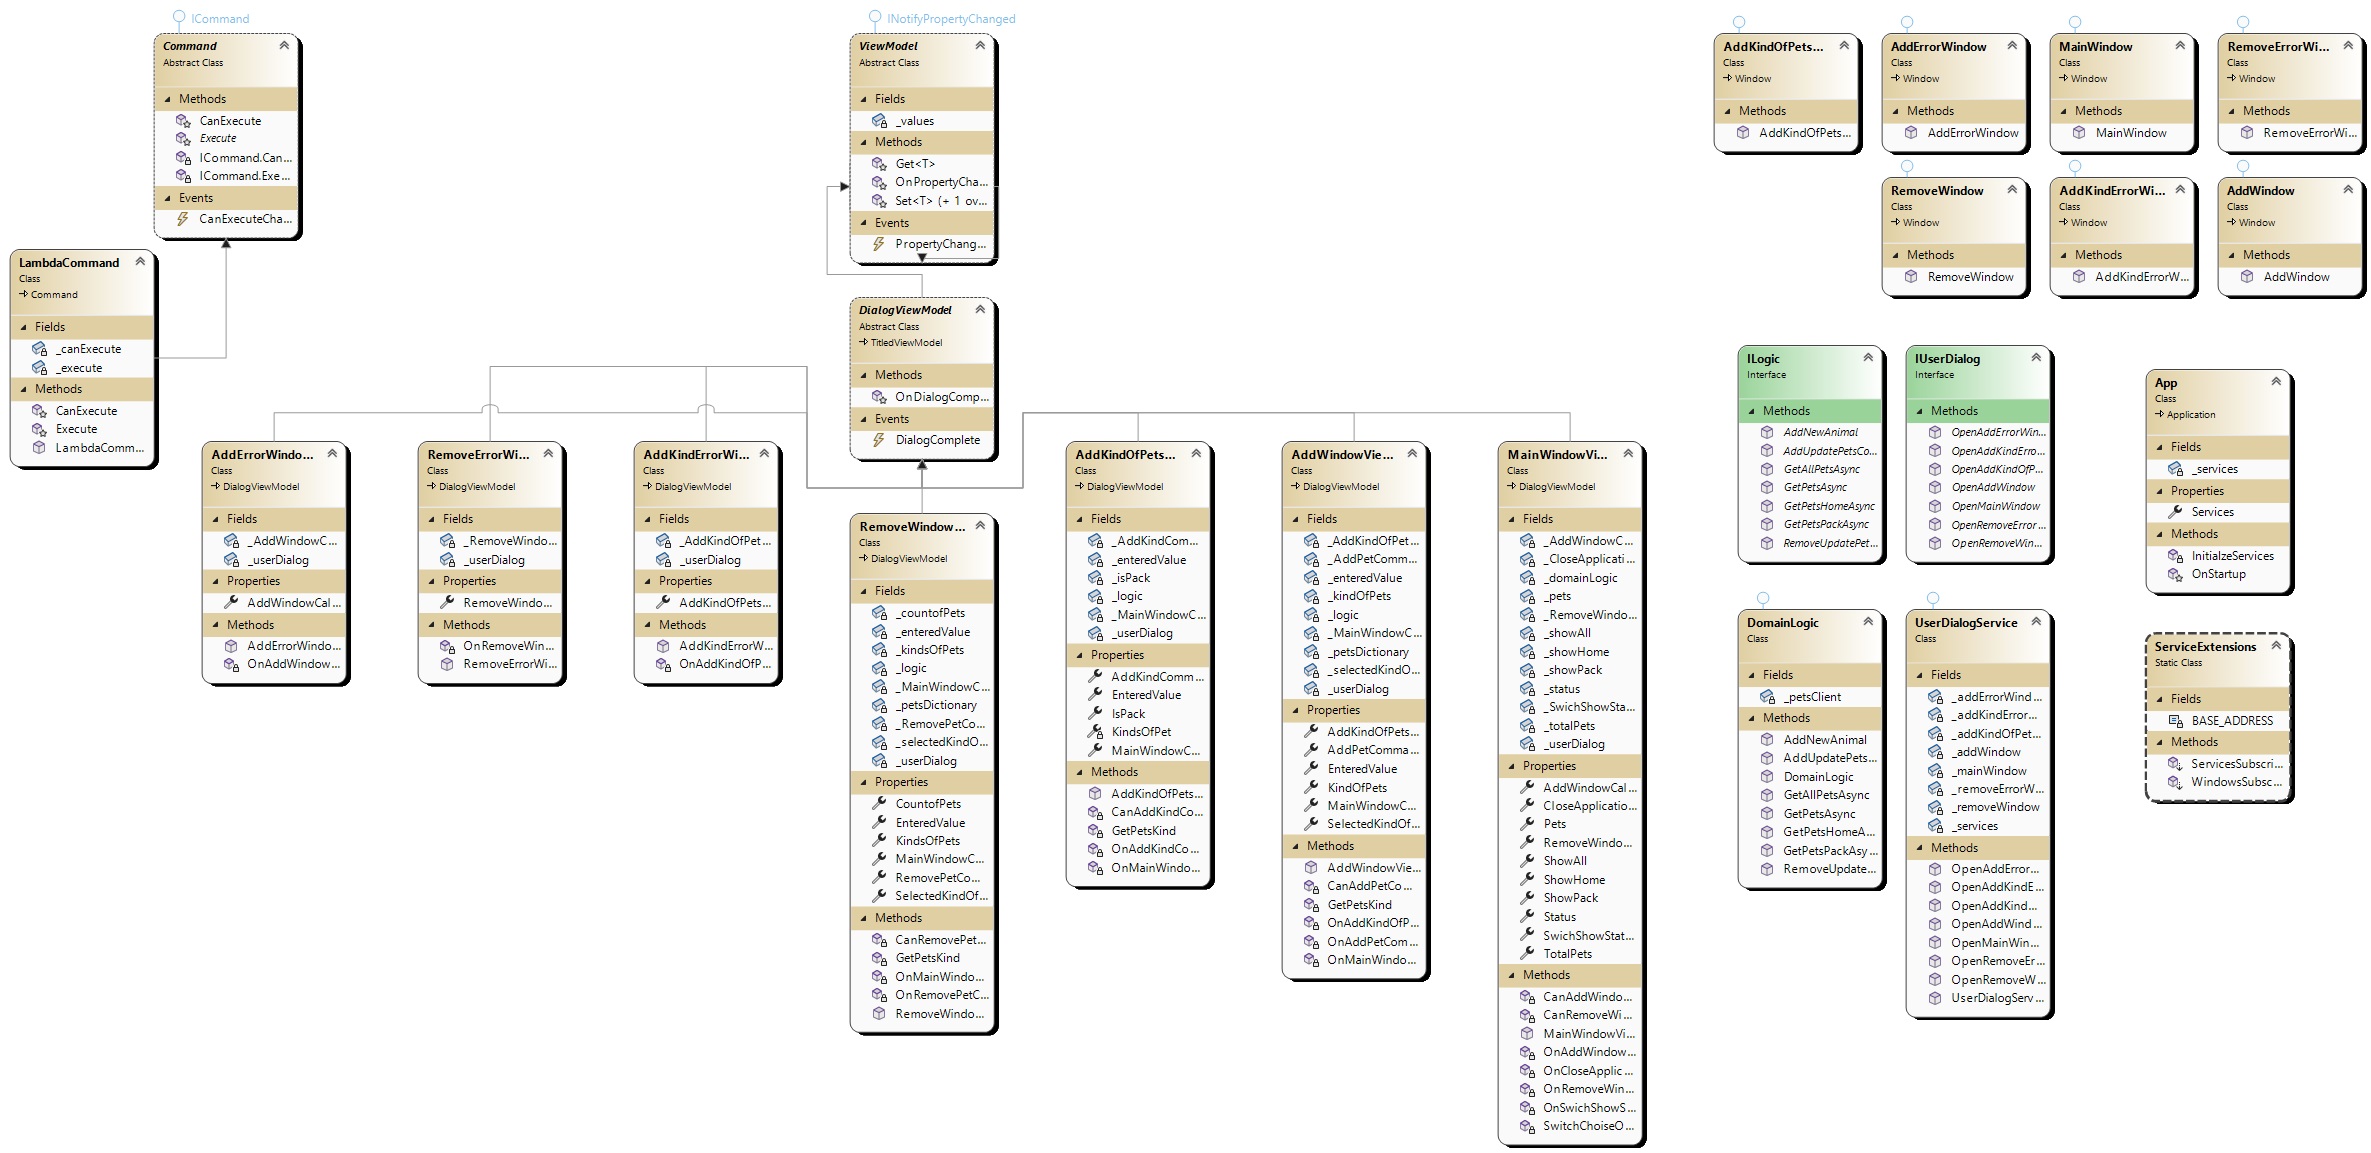 ICommand
Command
Abstract Class
Methods
CanExecute
Execute
ICommand.Can...
ICommand.Exe...
Events
CanExecuteCha...
LambdaCommand
Class
Command
Fields
_canExecute
_execute
Methods
CanExecute
Execute
LambdaComm...
INotifyPropertyChanged
ViewModel
Abstract Class
Fields
_values
Methods
Get<T>
OnPropertyCha...
Set<T> (+ 1 ov...
Events
PropertyChang...
DialogViewModel
Abstract Class
TitledViewModel
Methods
OnDialogComp...
Events
DialogComplete
AddErrorWindo...
Class
DialogViewModel
Fields
_AddWindowC...
_userDialog
Properties
AddWindowCal...
Methods
AddErrorWindo...
OnAddWindow...
RemoveErrorWi...
Class
DialogViewModel
Fields
_RemoveWindo...
_userDialog
Properties
RemoveWindo...
Methods
OnRemoveWin...
RemoveErrorWi...
AddKindErrorWi...
Class
DialogViewModel
Fields
_AddKindOfPet...
_userDialog
Properties
AddKindOfPets...
Methods
AddKindErrorW...
OnAddKindOfP...
RemoveWindow...
Class
DialogViewModel
Fields
_countofPets
_enteredValue
_kindsOfPets
_logic
_MainWindowC...
_petsDictionary
_RemovePetCo...
_selectedKindO...
_userDialog
Properties
CountofPets
EnteredValue
KindsOfPets
MainWindowC...
RemovePetCo...
SelectedKindOf...
Methods
CanRemovePet...
GetPetsKind
OnMainWindo...
OnRemovePetC...
RemoveWindo...
AddKindOfPets...
Class
DialogViewModel
Fields
_AddKindCom...
_enteredValue
_isPack
_logic
_MainWindowC...
_userDialog
Properties
AddKindComm...
EnteredValue
IsPack
KindsOfPet
MainWindowC...
Methods
AddKindOfPets...
CanAddKindCo...
GetPetsKind
OnAddKindCo...
OnMainWindo...
AddWindowVie...
Class
DialogViewModel
Fields
_AddKindOfPet...
_AddPetComm...
_enteredValue
_kindOfPets
_logic
_MainWindowC...
_petsDictionary
_selectedKindO...
_userDialog
Properties
AddKindOfPets...
AddPetComma...
EnteredValue
KindOfPets
MainWindowC...
SelectedKindOf...
Methods
AddWindowVie...
CanAddPetCo...
GetPetsKind
OnAddKindOfP...
OnAddPetCom...
OnMainWindo...
MainWindowVi...
Class
DialogViewModel
Fields
_AddWindowC...
_CloseApplicati...
_domainLogic
_pets
_RemoveWindo...
_showAll
_showHome
_showPack
_status
_SwichShowSta...
_totalPets
_userDialog
Properties
AddWindowCal...
CloseApplicatio...
Pets
RemoveWindo...
ShowAll
ShowHome
ShowPack
Status
SwichShowStat...
TotalPets
Methods
CanAddWindo...
CanRemoveWi...
MainWindowVi...
OnAddWindow...
OnCloseApplic...
OnRemoveWin...
OnSwichShowS...
SwitchChoiseO...
AddKindOfPets...
Class
Window
Methods
AddKindOfPets...
AddErrorWindow
Class
Window
Methods
AddErrorWindow
MainWindow
Class
Window
Methods
MainWindow
RemoveErrorWi...
Class
Window
Methods
RemoveErrorWi...
RemoveWindow
Class
Window
Methods
RemoveWindow
AddKindErrorWi...
Class
Window
Methods
AddKindErrorW...
AddWindow
Class
Window
Methods
AddWindow
ILogic
Interface
Methods
AddNewAnimal
AddUpdatePetsCo...
GetAllPetsAsync
GetPetsAsync
GetPetsHomeAsync
GetPetsPackAsync
RemoveUpdatePet...
IUserDialog
Interface
Methods
OpenAddErrorWin...
OpenAddKindErro...
OpenAddKindOfP...
OpenAddWindow
OpenMainWindow
OpenRemoveError...
OpenRemoveWin...
App
Class
Application
Fields
_services
Properties
Services
Methods
InitialzeServices
OnStartup
DomainLogic
Class
Fields
_petsClient
Methods
AddNewAnimal
AddUpdatePets...
DomainLogic
GetAllPetsAsync
GetPetsAsync
GetPetsHomeA...
GetPetsPackAsy...
RemoveUpdate...
UserDialogService
Class
Fields
_addErrorWind...
_addKindError...
_addKindOfPet...
_addWindow
_mainWindow
_removeErrorW...
_removeWindow
_services
Methods
OpenAddError...
OpenAddKindE...
OpenAddKind...
OpenAddWind...
OpenMainWin...
OpenRemoveEr...
OpenRemoveW...
UserDialogServ...
ServiceExtensions
Static Class
Fields
BASE_ADDRESS
Methods
ServicesSubscri...
WindowsSubsc...